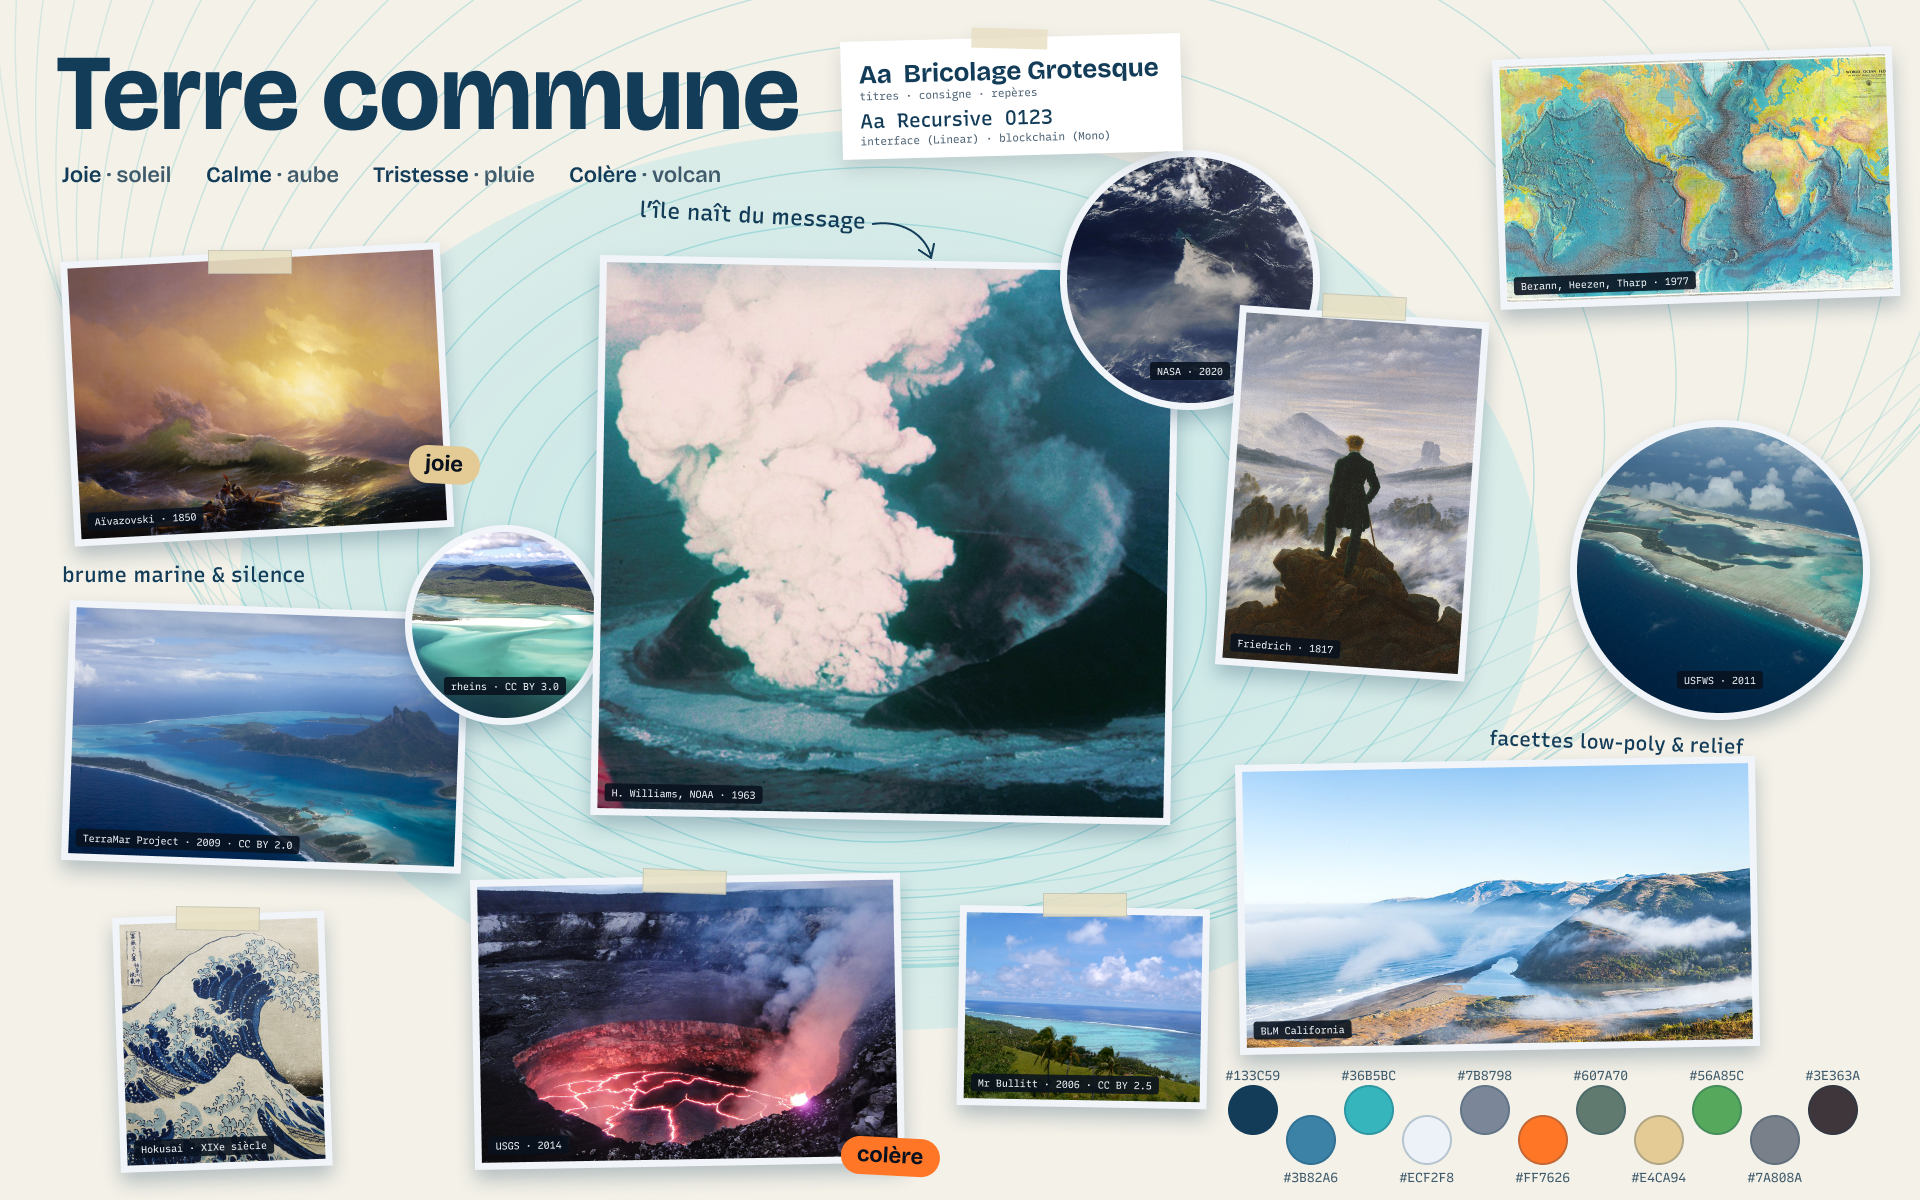 Terre commune
Joie · soleil
Calme · aube
Tristesse · pluie
Colère · volcan
Aa Bricolage Grotesque
titres · consigne · repères
Aa Recursive 0123
interface (Linear) · blockchain (Mono)
l'île naît du message
Berann, Heezen, Tharp · 1977
NASA · 2020
Aïvazovski · 1850
joie
brume marine & silence
rheins · CC BY 3.0
TerraMar Project · 2009 · CC BY 2.0
H. Williams, NOAA · 1963
Friedrich · 1817
USFWS · 2011
facettes low-poly & relief
BLM California
Hokusai · XIXe siècle
USGS · 2014
colère
Mr Bullitt · 2006 · CC BY 2.5
#133C59
#36B5BC
#7B8798
#607A70
#56A85C
#3E363A
#3B82A6
#ECF2F8
#FF7626
#E4CA94
#7A808A